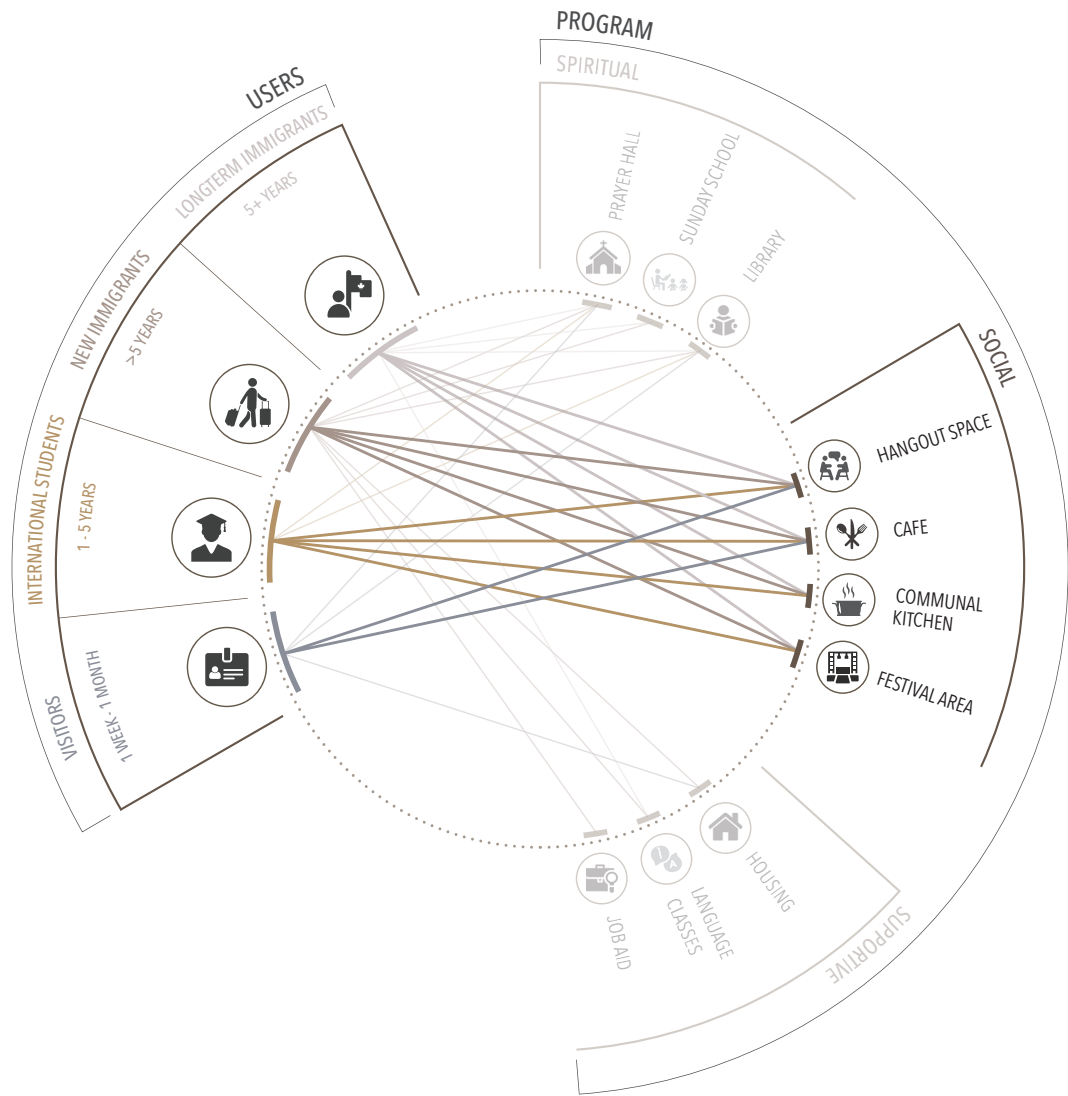 PROGRAM
SPIRITUAL
PRAYER HALL
SUNDAY SCHOOL
LIBRARY
USERS
LONGTERM IMMIGRANTS
5+ YEARS
NEW IMMIGRANTS
>5 YEARS
INTERNATIONAL STUDENTS
1 - 5 YEARS
VISITORS
1 WEEK - 1 MONTH
SOCIAL
HANGOUT SPACE
CAFE
COMMUNAL
KITCHEN
FESTIVAL AREA
SUPPORTIVE
HOUSING
LANGUAGE
CLASSES
JOB AID